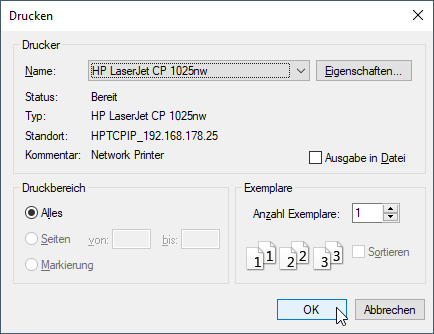 Drucken
Drucker
Name: HP LaserJet CP 1025nw Eigenschaften...
Status: Bereit
Typ: HP LaserJet CP 1025nw
Standort: HPTCPIP_192.168.178.25
Kommentar: Network Printer
Ausgabe in Datei
Druckbereich
Alles
Seiten von: bis:
Markierung
Exemplare
Anzahl Exemplare: 1
1 1 2 2 3 3 Sortieren
OK Abbrechen